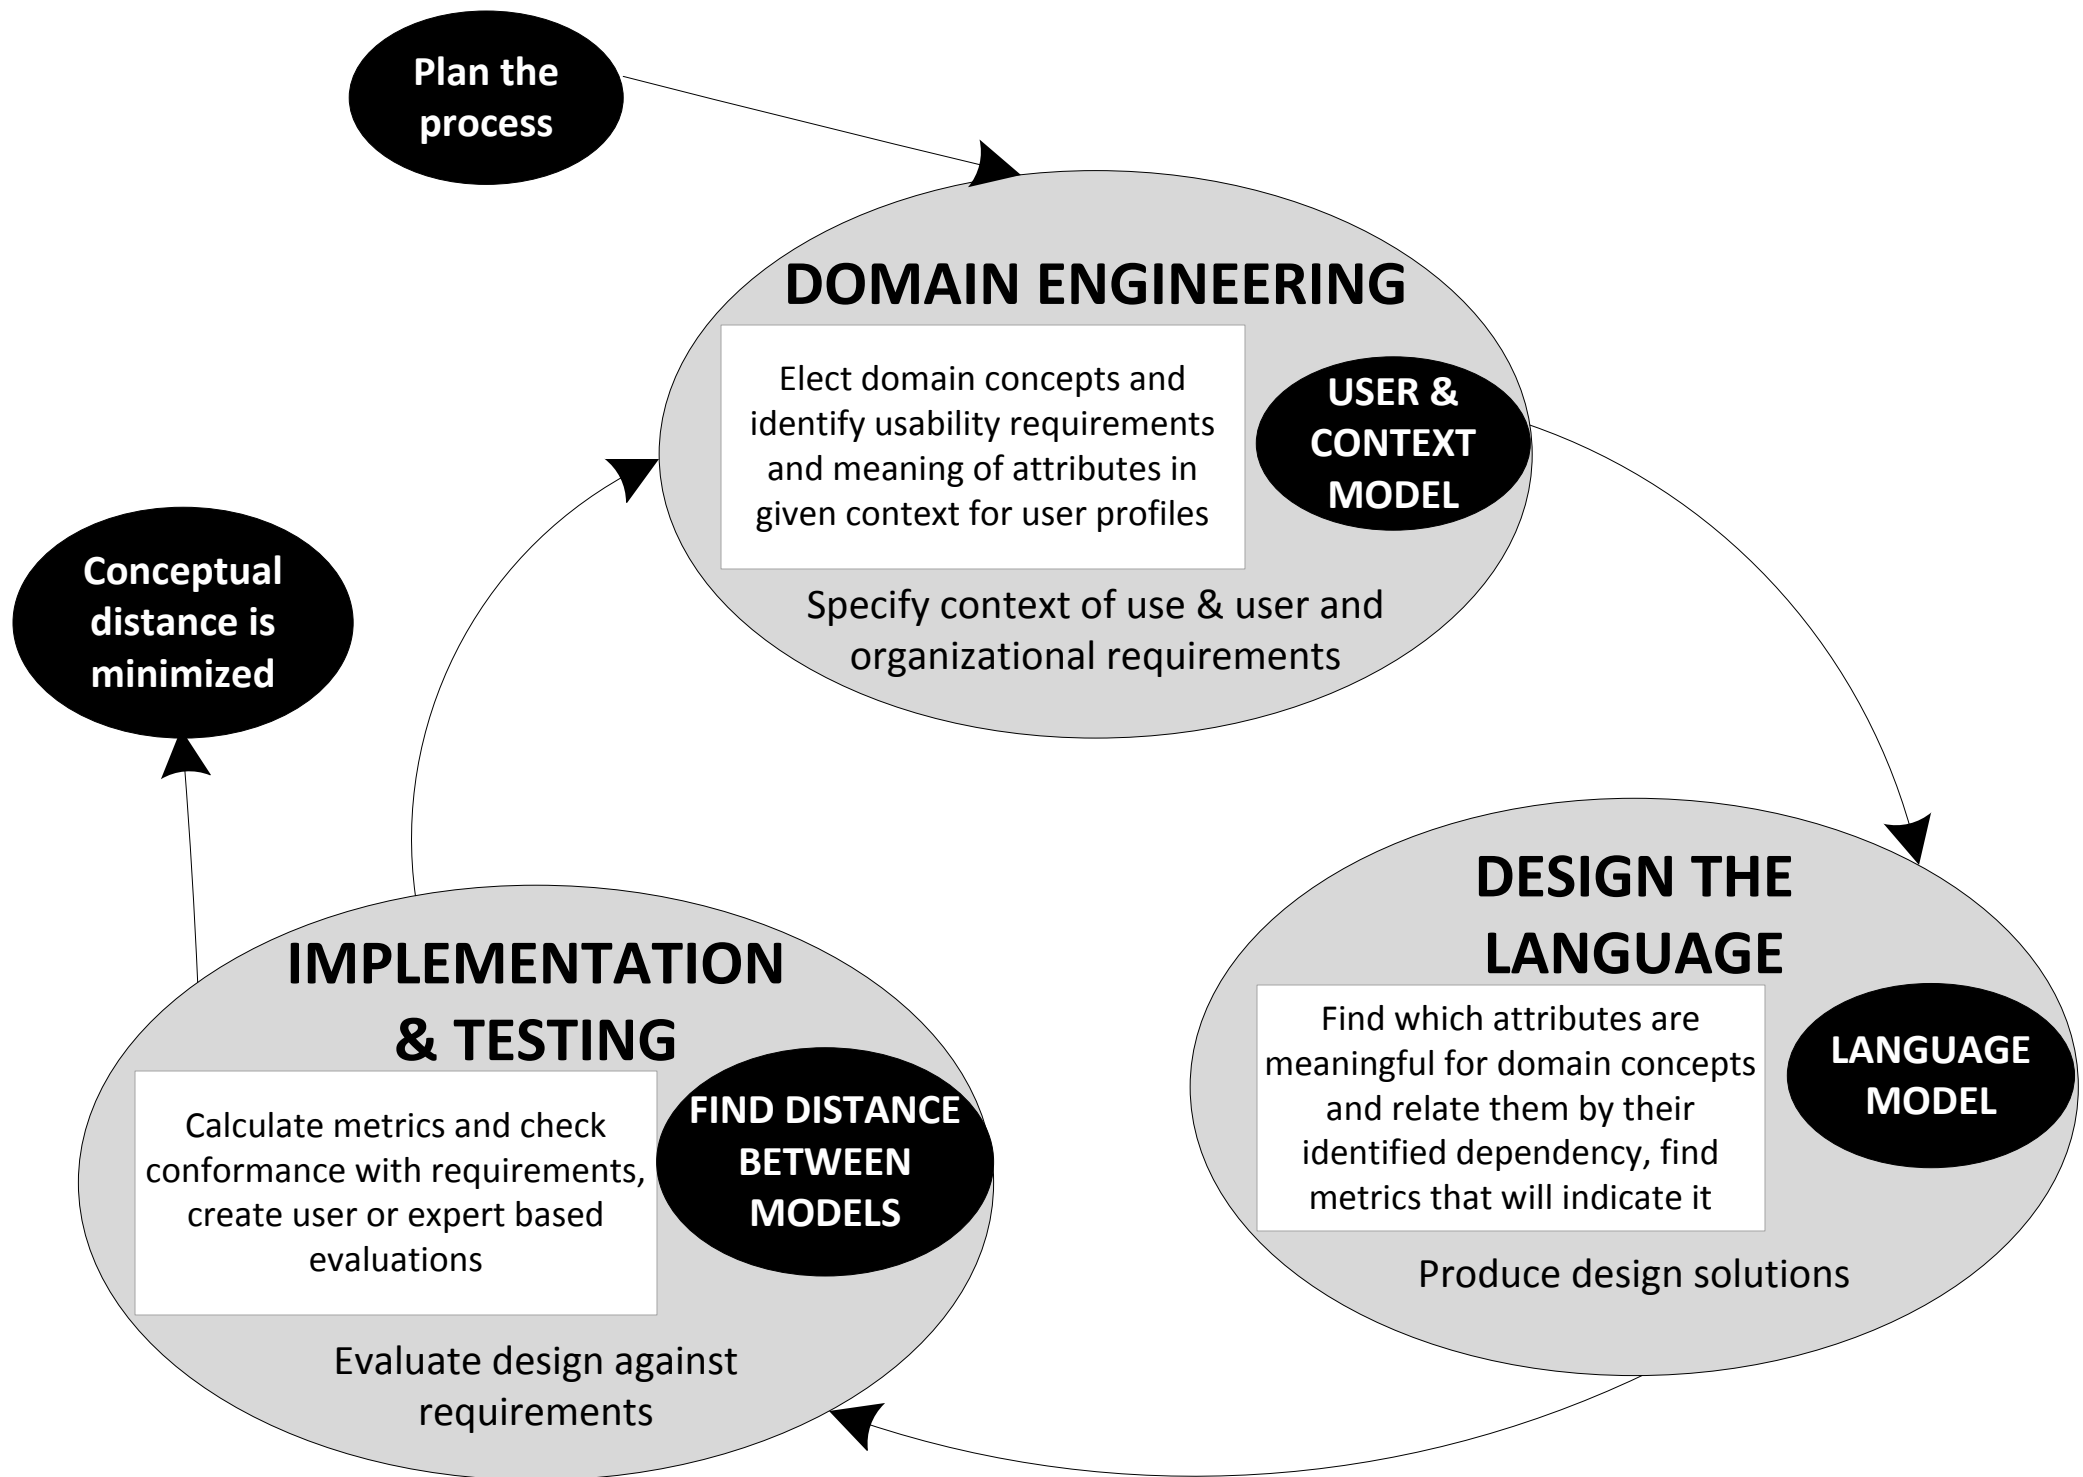 Plan the
process
DOMAIN ENGINEERING
Elect domain concepts and
identify usability requirements
and meaning of attributes in
given context for user profiles
USER &
CONTEXT
MODEL
Specify context of use & user and
organizational requirements
Conceptual
distance is
minimized
DESIGN THE
LANGUAGE
Find which attributes are
meaningful for domain concepts
and relate them by their
identified dependency, find
metrics that will indicate it
LANGUAGE
MODEL
Produce design solutions
IMPLEMENTATION
& TESTING
Calculate metrics and check
conformance with requirements,
create user or expert based
evaluations
FIND DISTANCE
BETWEEN
MODELS
Evaluate design against
requirements